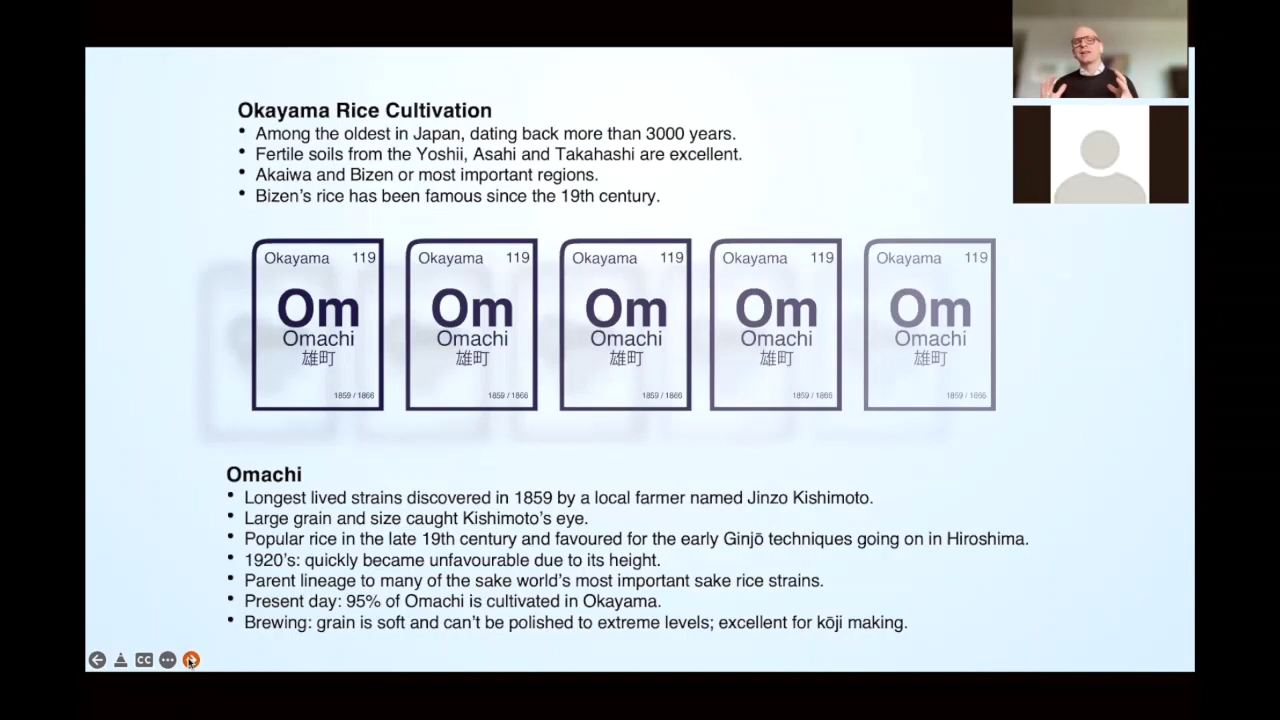 Okayama Rice Cultivation
• Among the oldest in Japan, dating back more than 3000 years.
• Fertile soils from the Yoshii, Asahi and Takahashi are excellent.
• Akaiwa and Bizen or most important regions.
• Bizen's rice has been famous since the 19th century.
Okayama 119
Om
Omachi
雄町
1859 / 1866
Okayama 119
Om
Omachi
雄町
1859 / 1866
Okayama 119
Om
Omachi
雄町
1859 / 1866
Okayama 119
Om
Omachi
雄町
1859 / 1866
Okayama 119
Om
Omachi
雄町
1859 / 1866
Omachi
• Longest lived strains discovered in 1859 by a local farmer named Jinzo Kishimoto.
• Large grain and size caught Kishimoto's eye.
• Popular rice in the late 19th century and favoured for the early Ginjō techniques going on in Hiroshima.
• 1920's: quickly became unfavourable due to its height.
• Parent lineage to many of the sake world's most important sake rice strains.
• Present day: 95% of Omachi is cultivated in Okayama.
• Brewing: grain is soft and can't be polished to extreme levels; excellent for kōji making.
CC